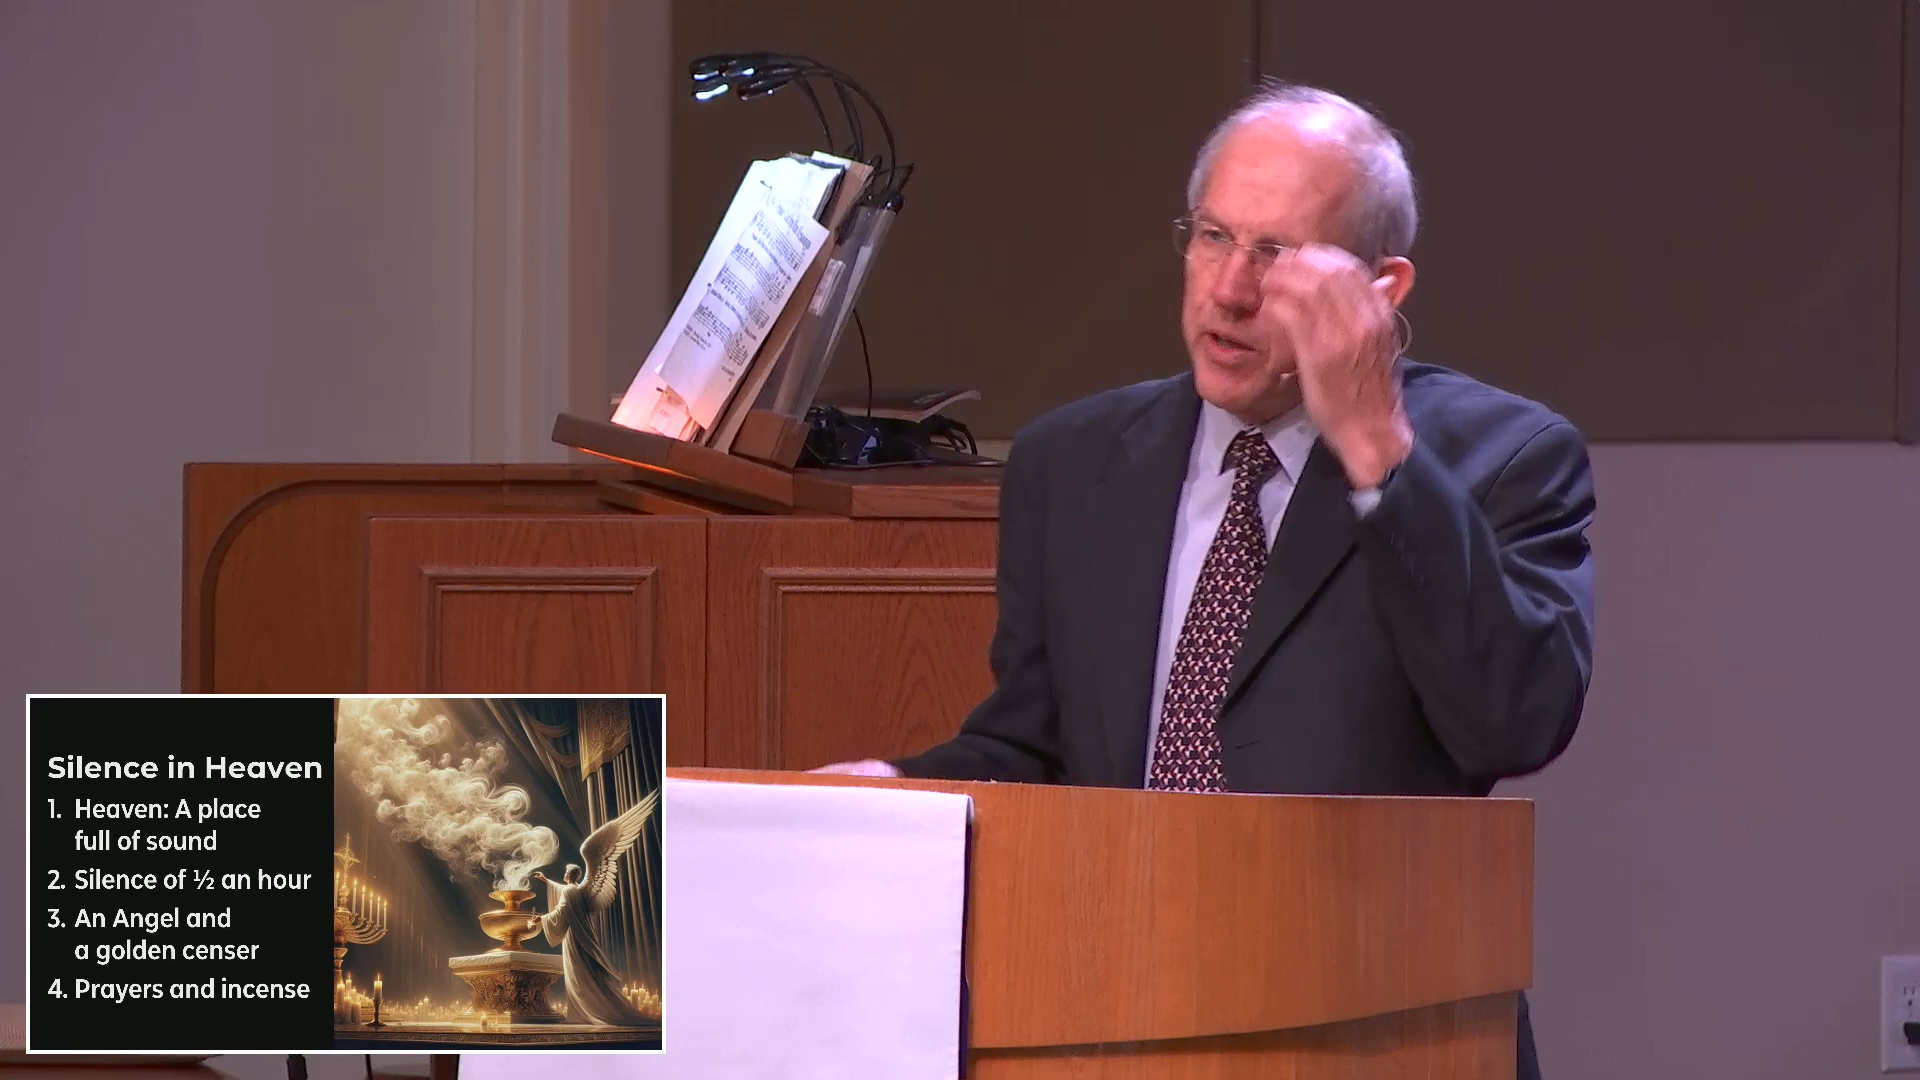 Silence in Heaven
1. Heaven: A place
full of sound
2. Silence of ½ an hour
3. An Angel and
a golden censer
4. Prayers and incense